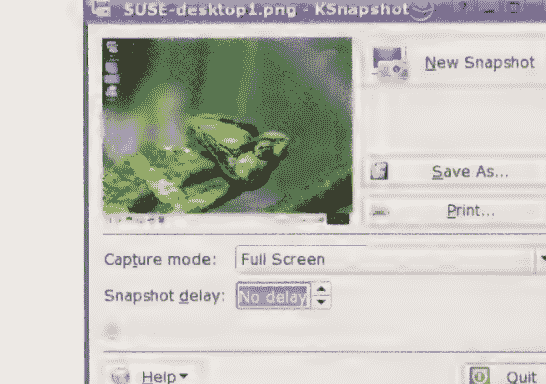 SUSE-desktop1.png - KSnapshot
New Snapshot
Save As...
Print...
Capture mode: Full Screen
Snapshot delay: No delay
Help
Quit